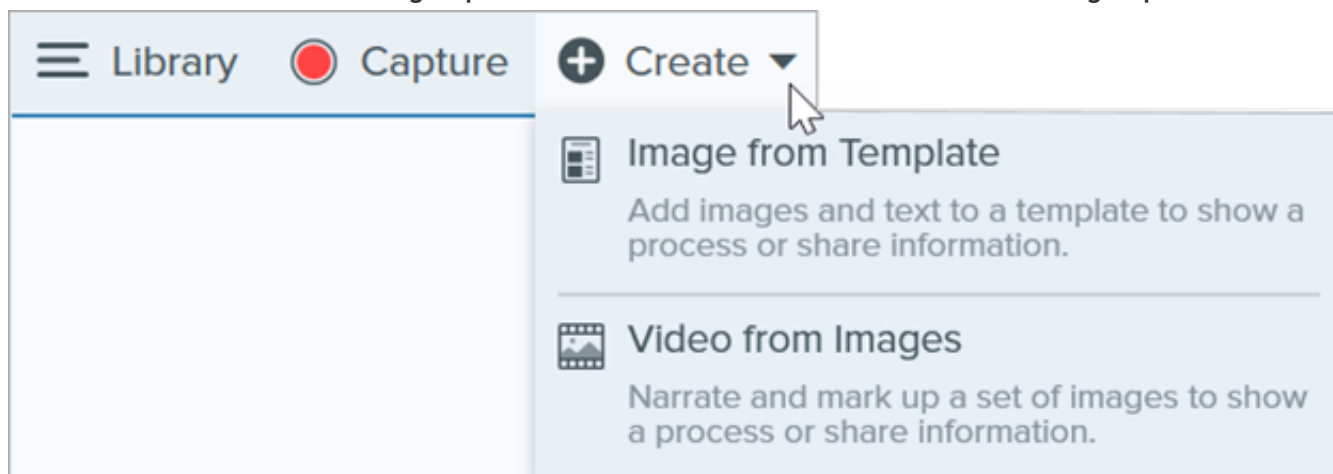 Library Capture Create
Image from Template
Add images and text to a template to show a
process or share information.
Video from Images
Narrate and mark up a set of images to show
a process or share information.